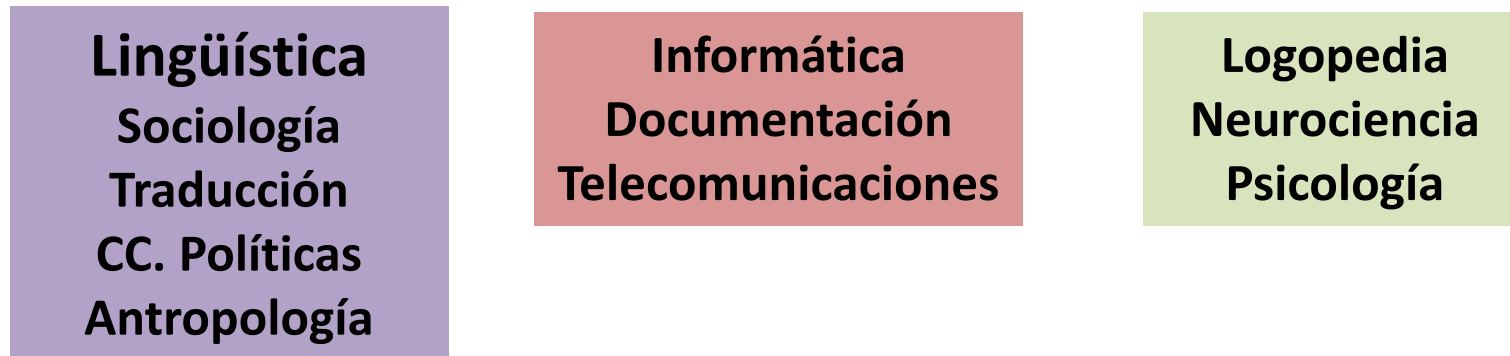 Lingüística
Sociología
Traducción
CC. Políticas
Antropología
Informática
Documentación
Telecomunicaciones
Logopedia
Neurociencia
Psicología